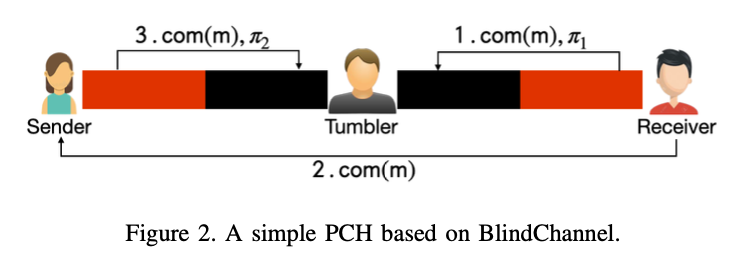 3.com(m), π₂
1.com(m), π₁
Sender
Tumbler
Receiver
2.com(m)
Figure 2. A simple PCH based on BlindChannel.